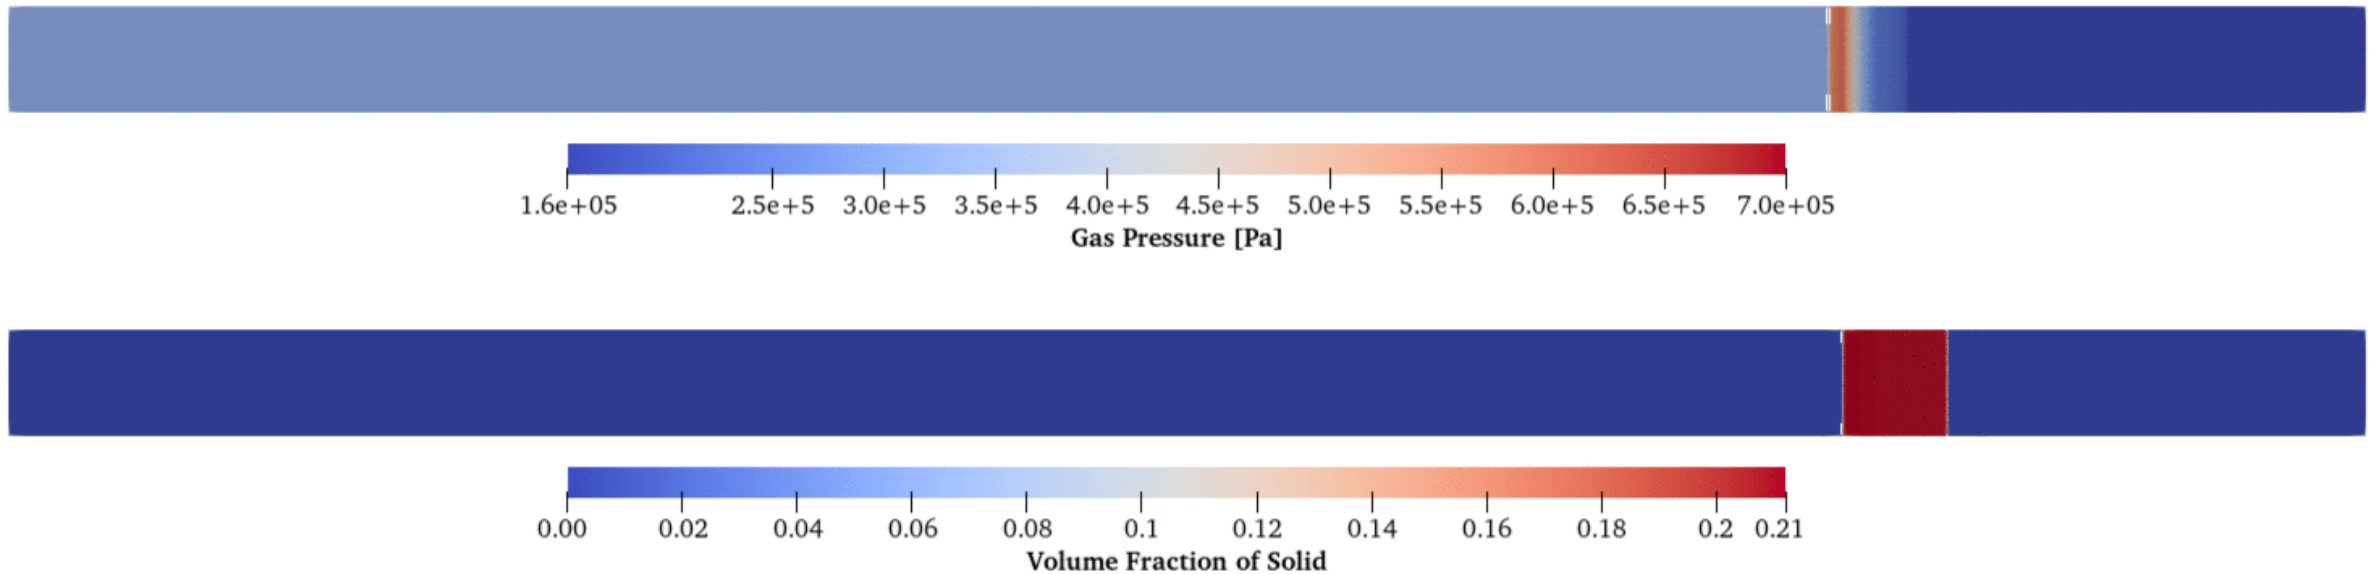 1.6e+05 2.5e+5 3.0e+5 3.5e+5 4.0e+5 4.5e+5 5.0e+5 5.5e+5 6.0e+5 6.5e+5 7.0e+05
Gas Pressure [Pa]
0.00 0.02 0.04 0.06 0.08 0.1 0.12 0.14 0.16 0.18 0.2 0.21
Volume Fraction of Solid